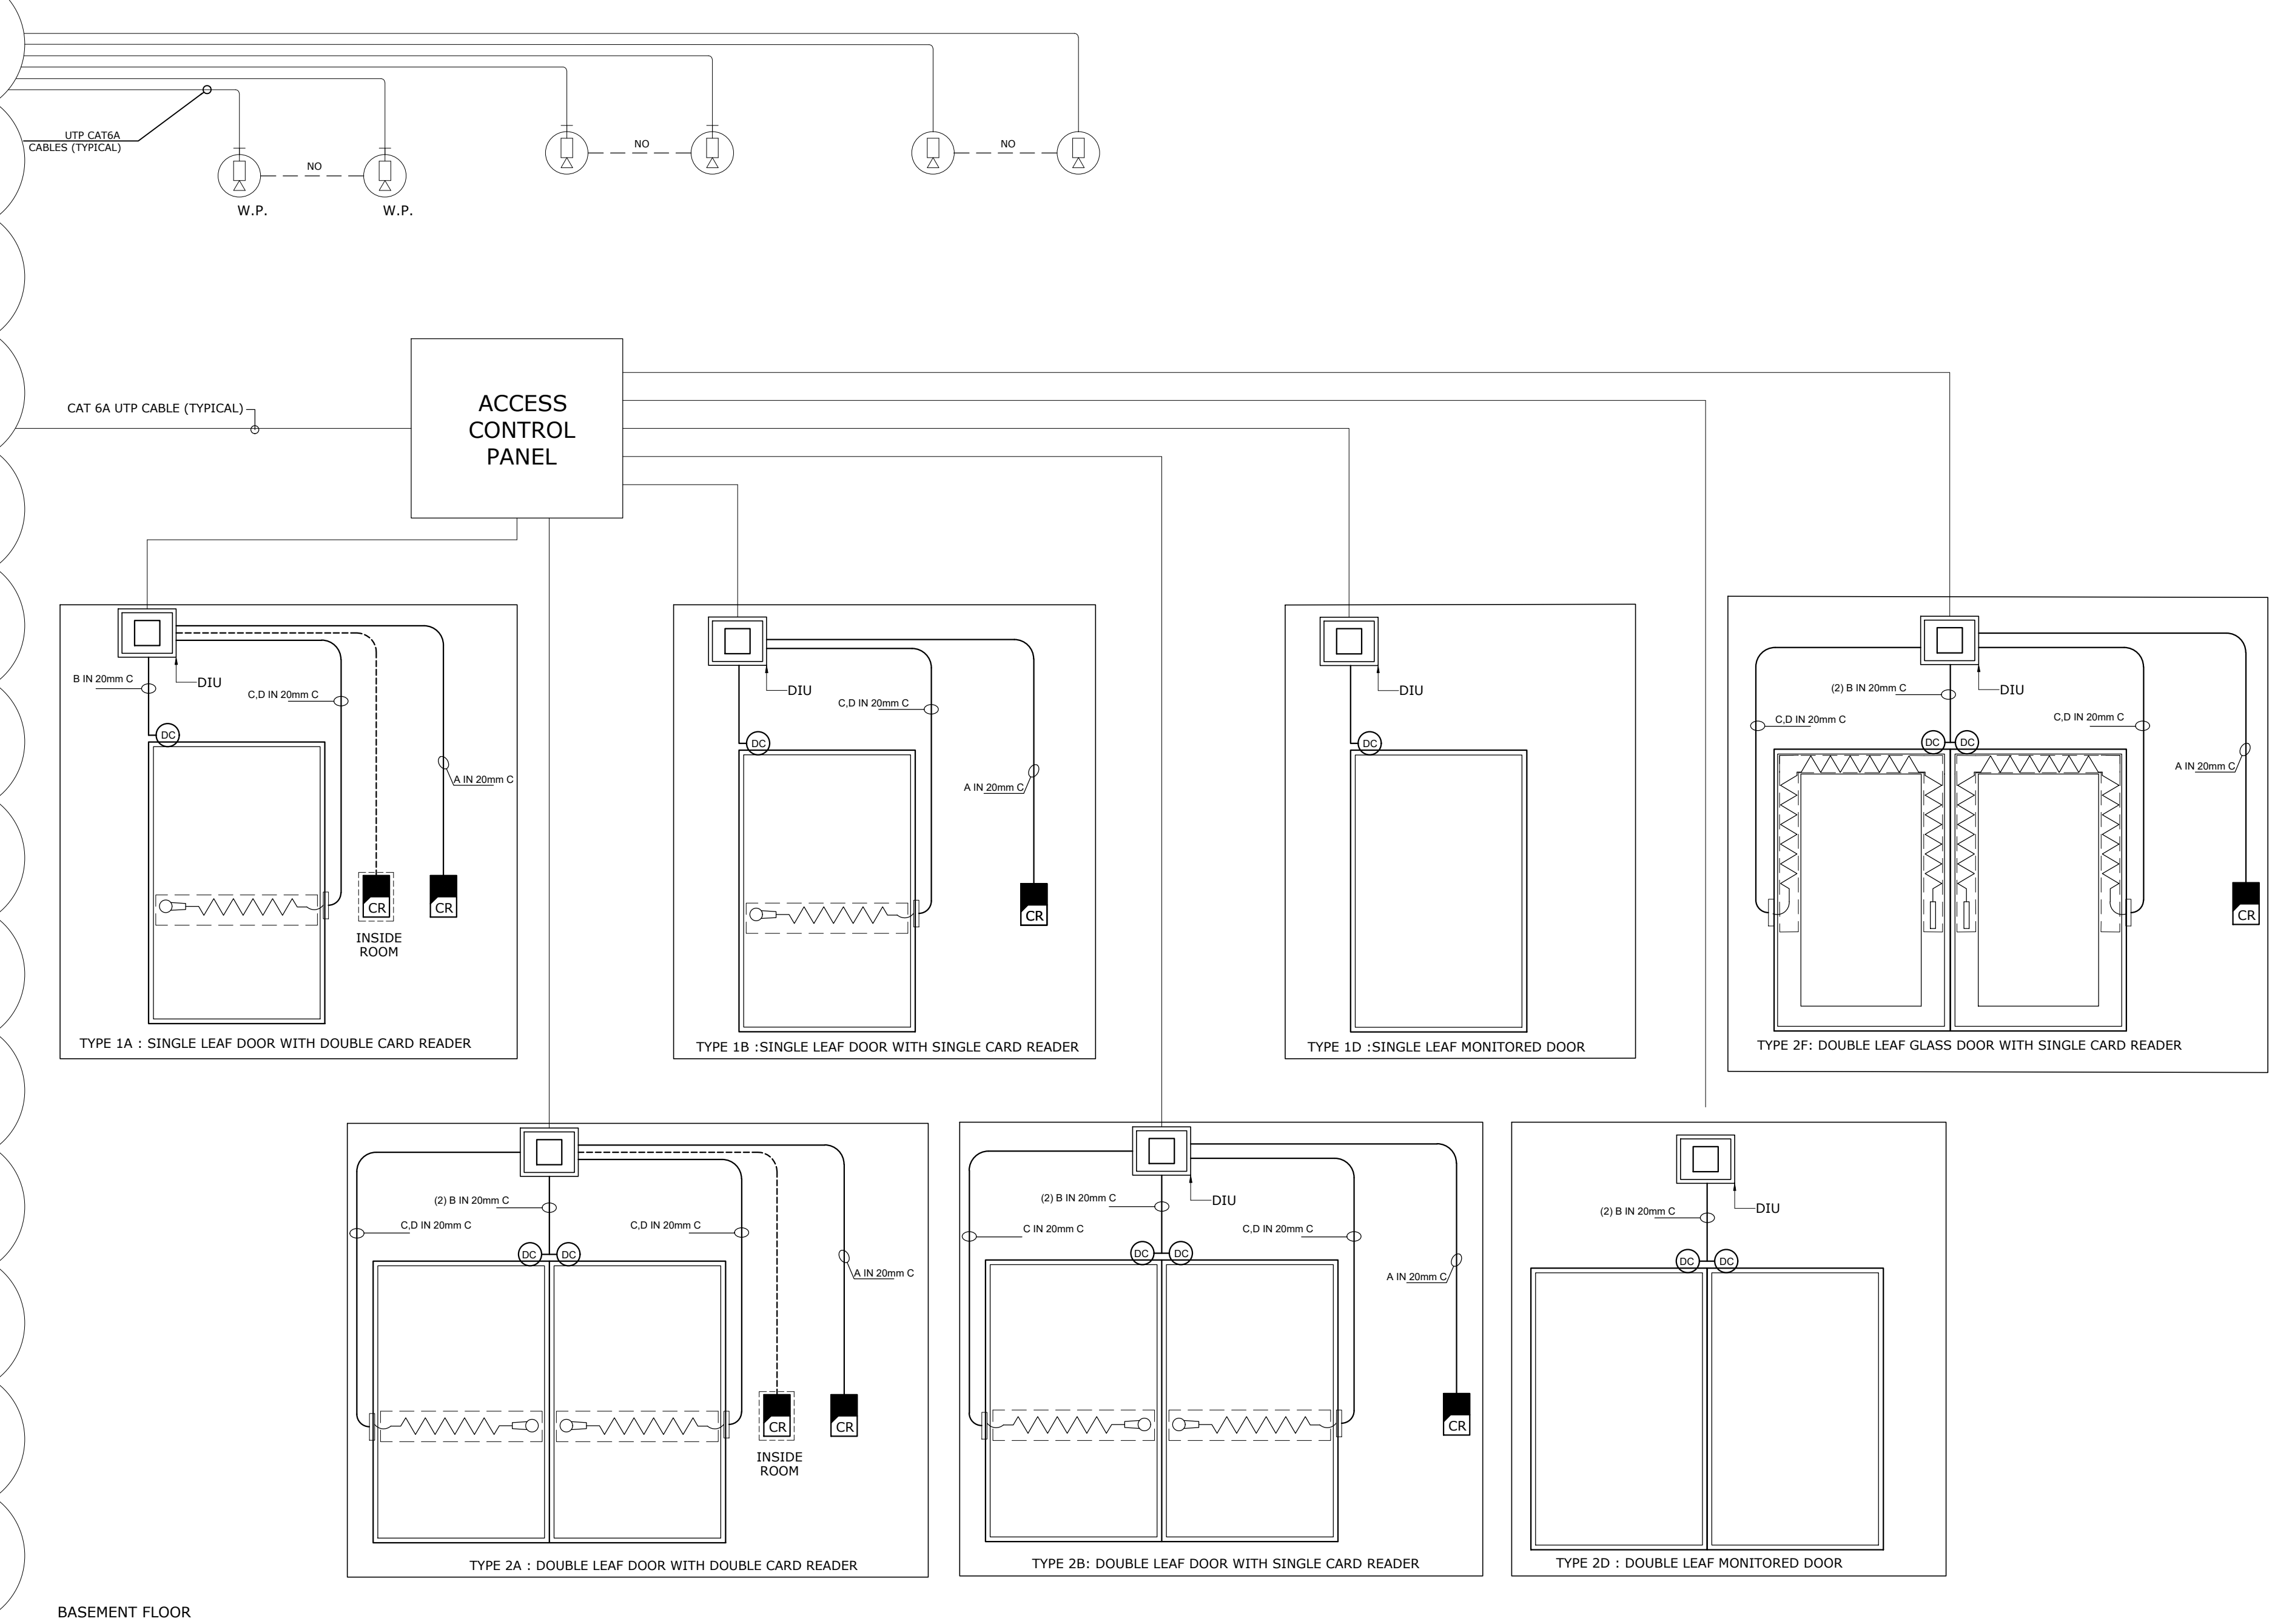 UTP CAT6A
CABLES (TYPICAL)
NO
NO
NO
W.P.
W.P.
CAT 6A UTP CABLE (TYPICAL)
ACCESS
CONTROL
PANEL
B IN 20mm C
DIU
C,D IN 20mm C
DC
A IN 20mm C
CR
CR
INSIDE
ROOM
TYPE 1A : SINGLE LEAF DOOR WITH DOUBLE CARD READER
DIU
C,D IN 20mm C
DC
A IN 20mm C
CR
TYPE 1B :SINGLE LEAF DOOR WITH SINGLE CARD READER
DIU
DC
TYPE 1D :SINGLE LEAF MONITORED DOOR
(2) B IN 20mm C
DIU
C,D IN 20mm C
C,D IN 20mm C
DC
DC
A IN 20mm C
CR
TYPE 2F: DOUBLE LEAF GLASS DOOR WITH SINGLE CARD READER
(2) B IN 20mm C
C,D IN 20mm C
C,D IN 20mm C
DC
DC
A IN 20mm C
CR
CR
INSIDE
ROOM
TYPE 2A : DOUBLE LEAF DOOR WITH DOUBLE CARD READER
(2) B IN 20mm C
DIU
C IN 20mm C
C,D IN 20mm C
DC
DC
A IN 20mm C
CR
TYPE 2B: DOUBLE LEAF DOOR WITH SINGLE CARD READER
(2) B IN 20mm C
DIU
DC
DC
TYPE 2D : DOUBLE LEAF MONITORED DOOR
BASEMENT FLOOR